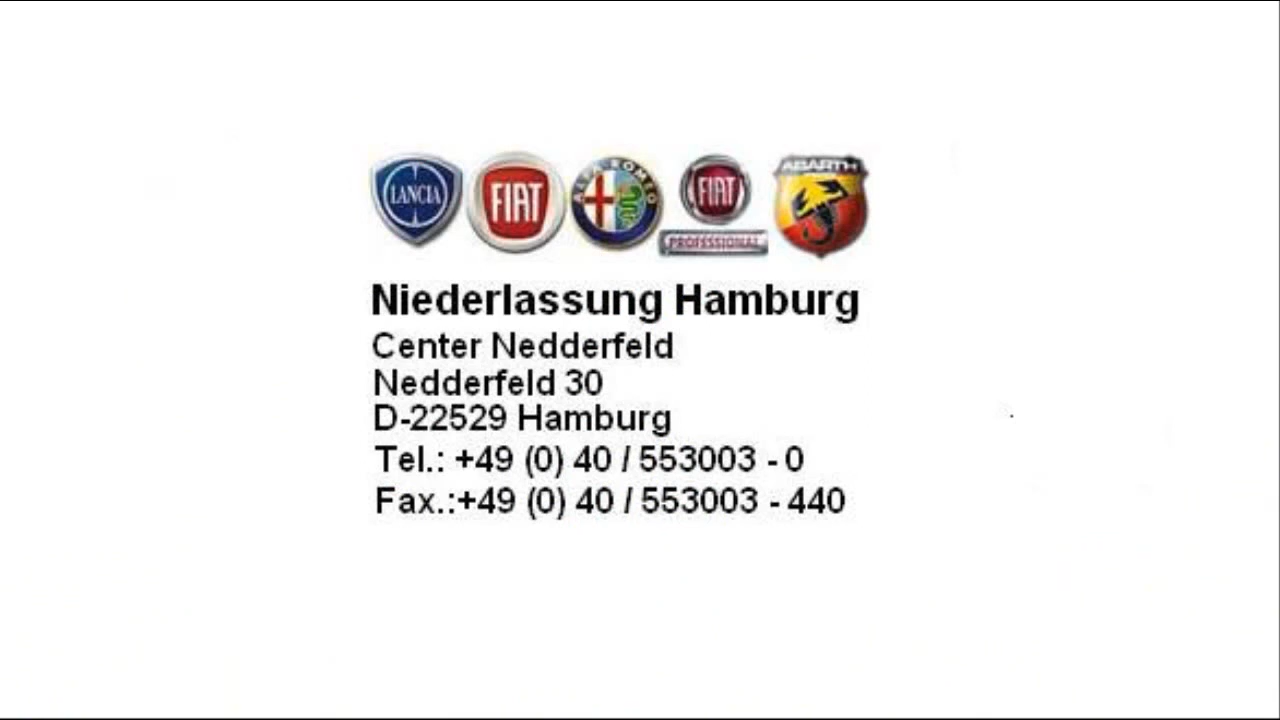 LANCIA FIAT ALFA ROMEO FIAT ABARTH
PROFESSIONAL
Niederlassung Hamburg
Center Nedderfeld
Nedderfeld 30
D-22529 Hamburg
Tel.: +49 (0) 40 / 553003 - 0
Fax.:+49 (0) 40 / 553003 - 440